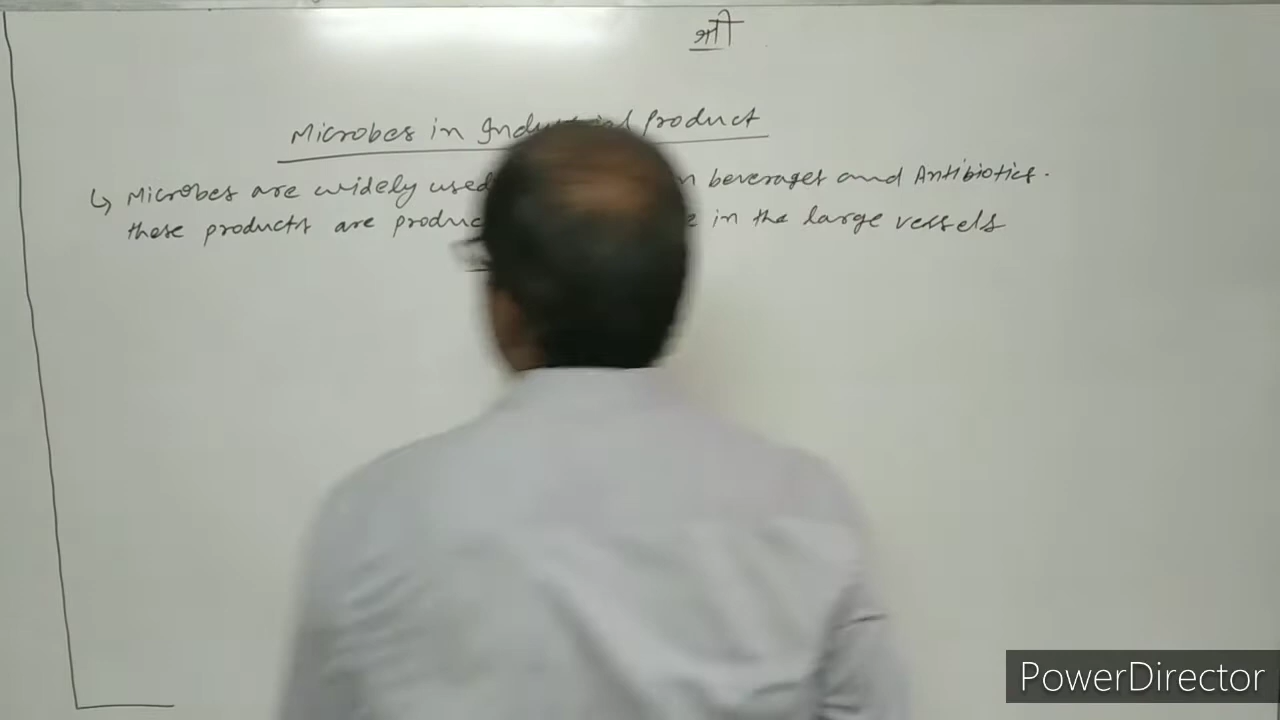 श्री
Microbes in Industrial Product
Microbes are widely used beverages and Antibiotics.
these products are in the large vessels
PowerDirector